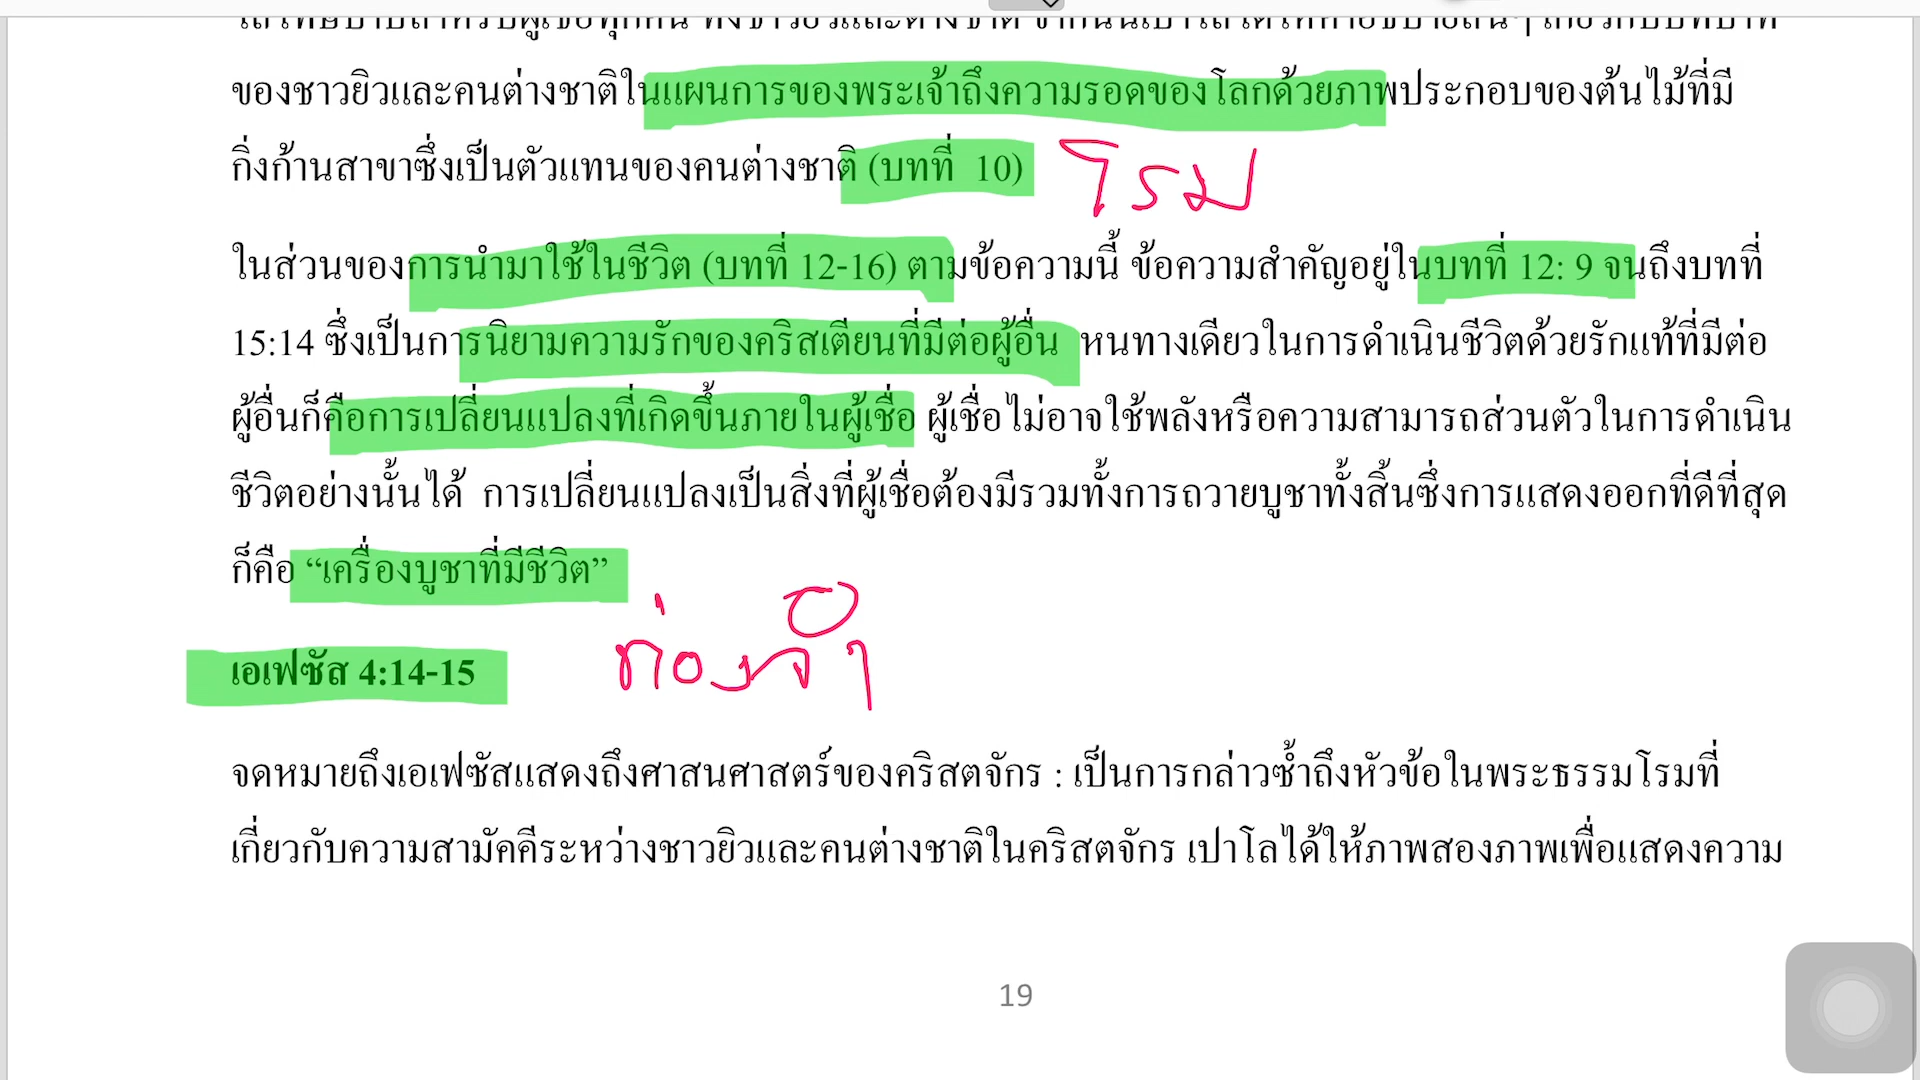 ของชาวยิวและคนต่างชาติในแผนการของพระเจ้าถึงความรอดของโลกด้วยภาพประกอบของต้นไม้ที่มี
กิ่งก้านสาขาซึ่งเป็นตัวแทนของคนต่างชาติ (บทที่ 10) โรม
ในส่วนของการนำมาใช้ในชีวิต (บทที่ 12-16) ตามข้อความนี้ ข้อความสำคัญอยู่ในบทที่ 12: 9 จนถึงบทที่
15:14 ซึ่งเป็นการนิยามความรักของคริสเตียนที่มีต่อผู้อื่น หนทางเดียวในการดำเนินชีวิตด้วยรักแท้ที่มีต่อ
ผู้อื่นก็คือการเปลี่ยนแปลงที่เกิดขึ้นภายในผู้เชื่อ ผู้เชื่อไม่อาจใช้พลังหรือความสามารถส่วนตัวในการดำเนิน
ชีวิตอย่างนั้นได้ การเปลี่ยนแปลงเป็นสิ่งที่ผู้เชื่อต้องมีรวมทั้งการถวายบูชาทั้งสิ้นซึ่งการแสดงออกที่ดีที่สุด
ก็คือ “เครื่องบูชาที่มีชีวิต”
เอเฟซัส 4:14-15 ท่องจำ
จดหมายถึงเอเฟซัสแสดงถึงศาสนศาสตร์ของคริสตจักร : เป็นการกล่าวซ้ำถึงหัวข้อในพระธรรมโรมที่
เกี่ยวกับความสามัคคีระหว่างชาวยิวและคนต่างชาติในคริสตจักร เปาโลได้ให้ภาพสองภาพเพื่อแสดงความ
19